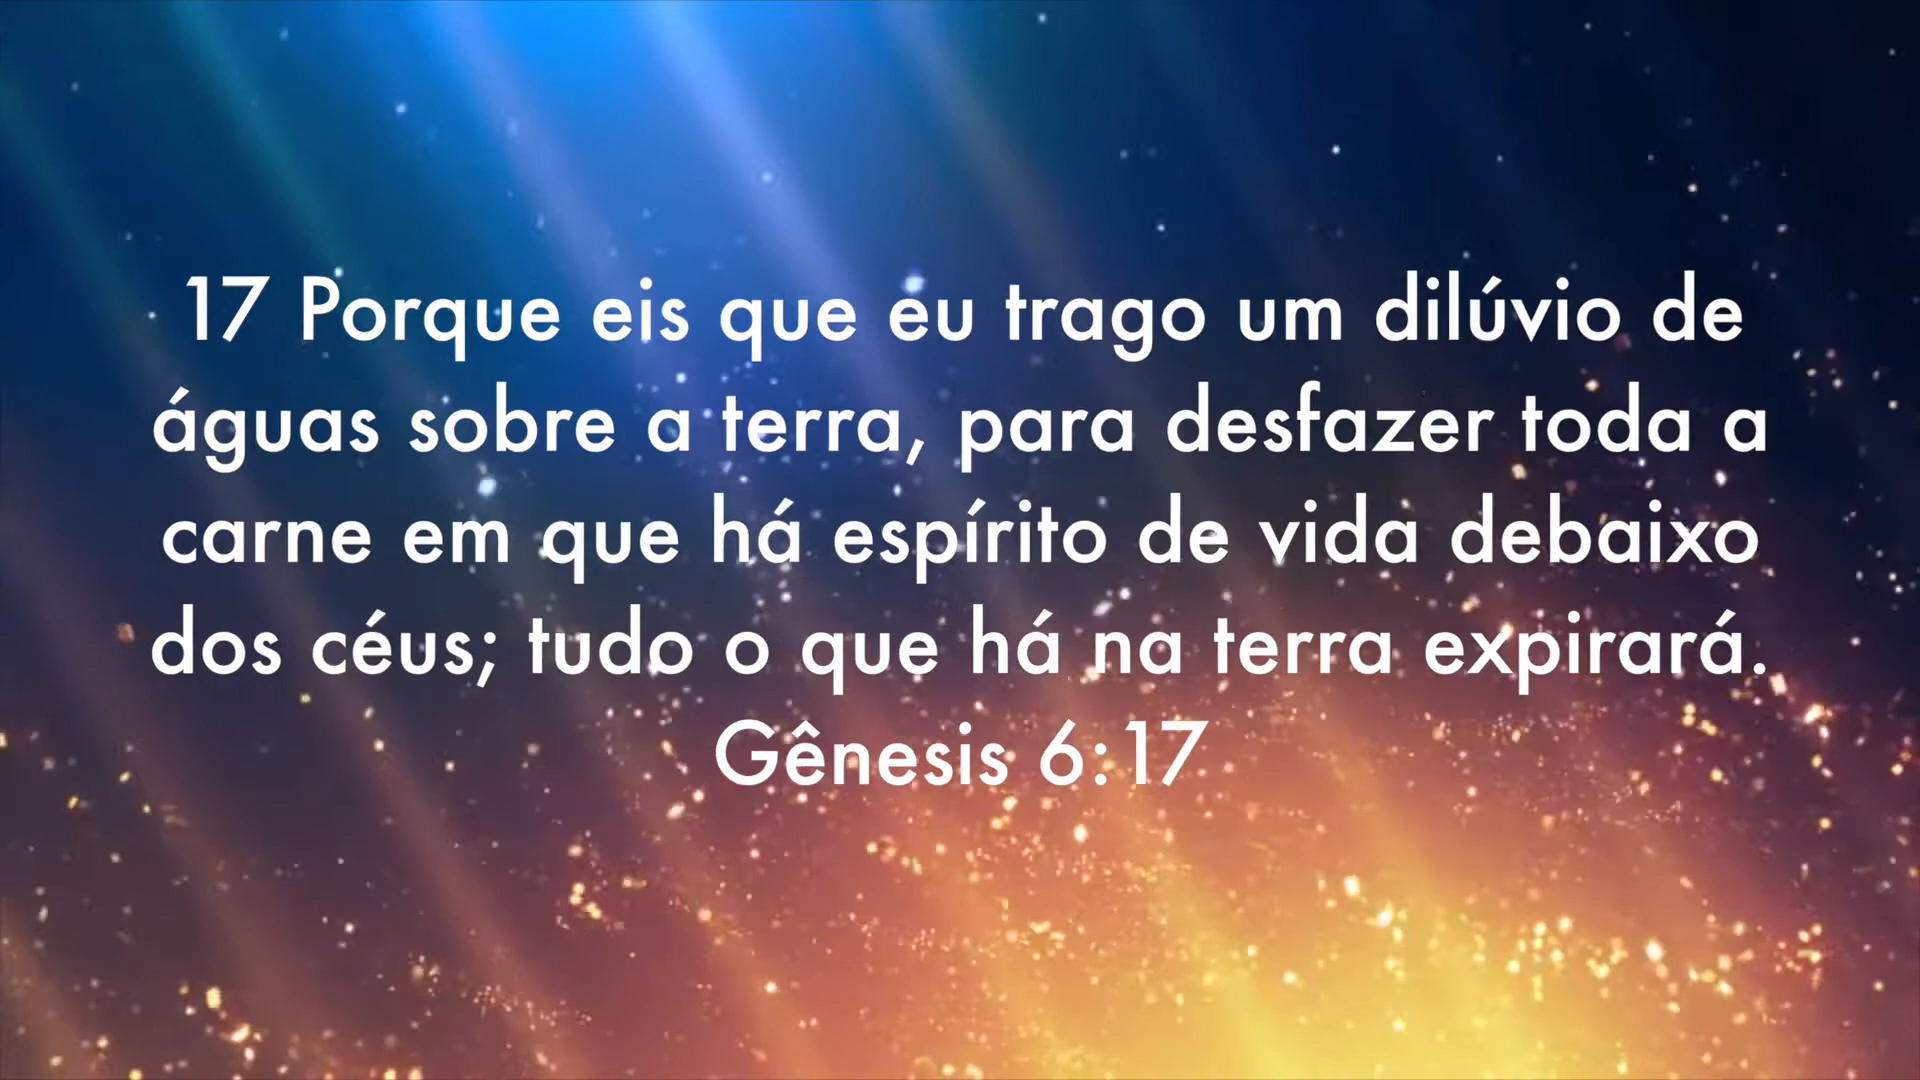 17 Porque eis que eu trago um dilúvio de
águas sobre a terra, para desfazer toda a
carne em que há espírito de vida debaixo
dos céus; tudo o que há na terra expirará.
Gênesis 6:17